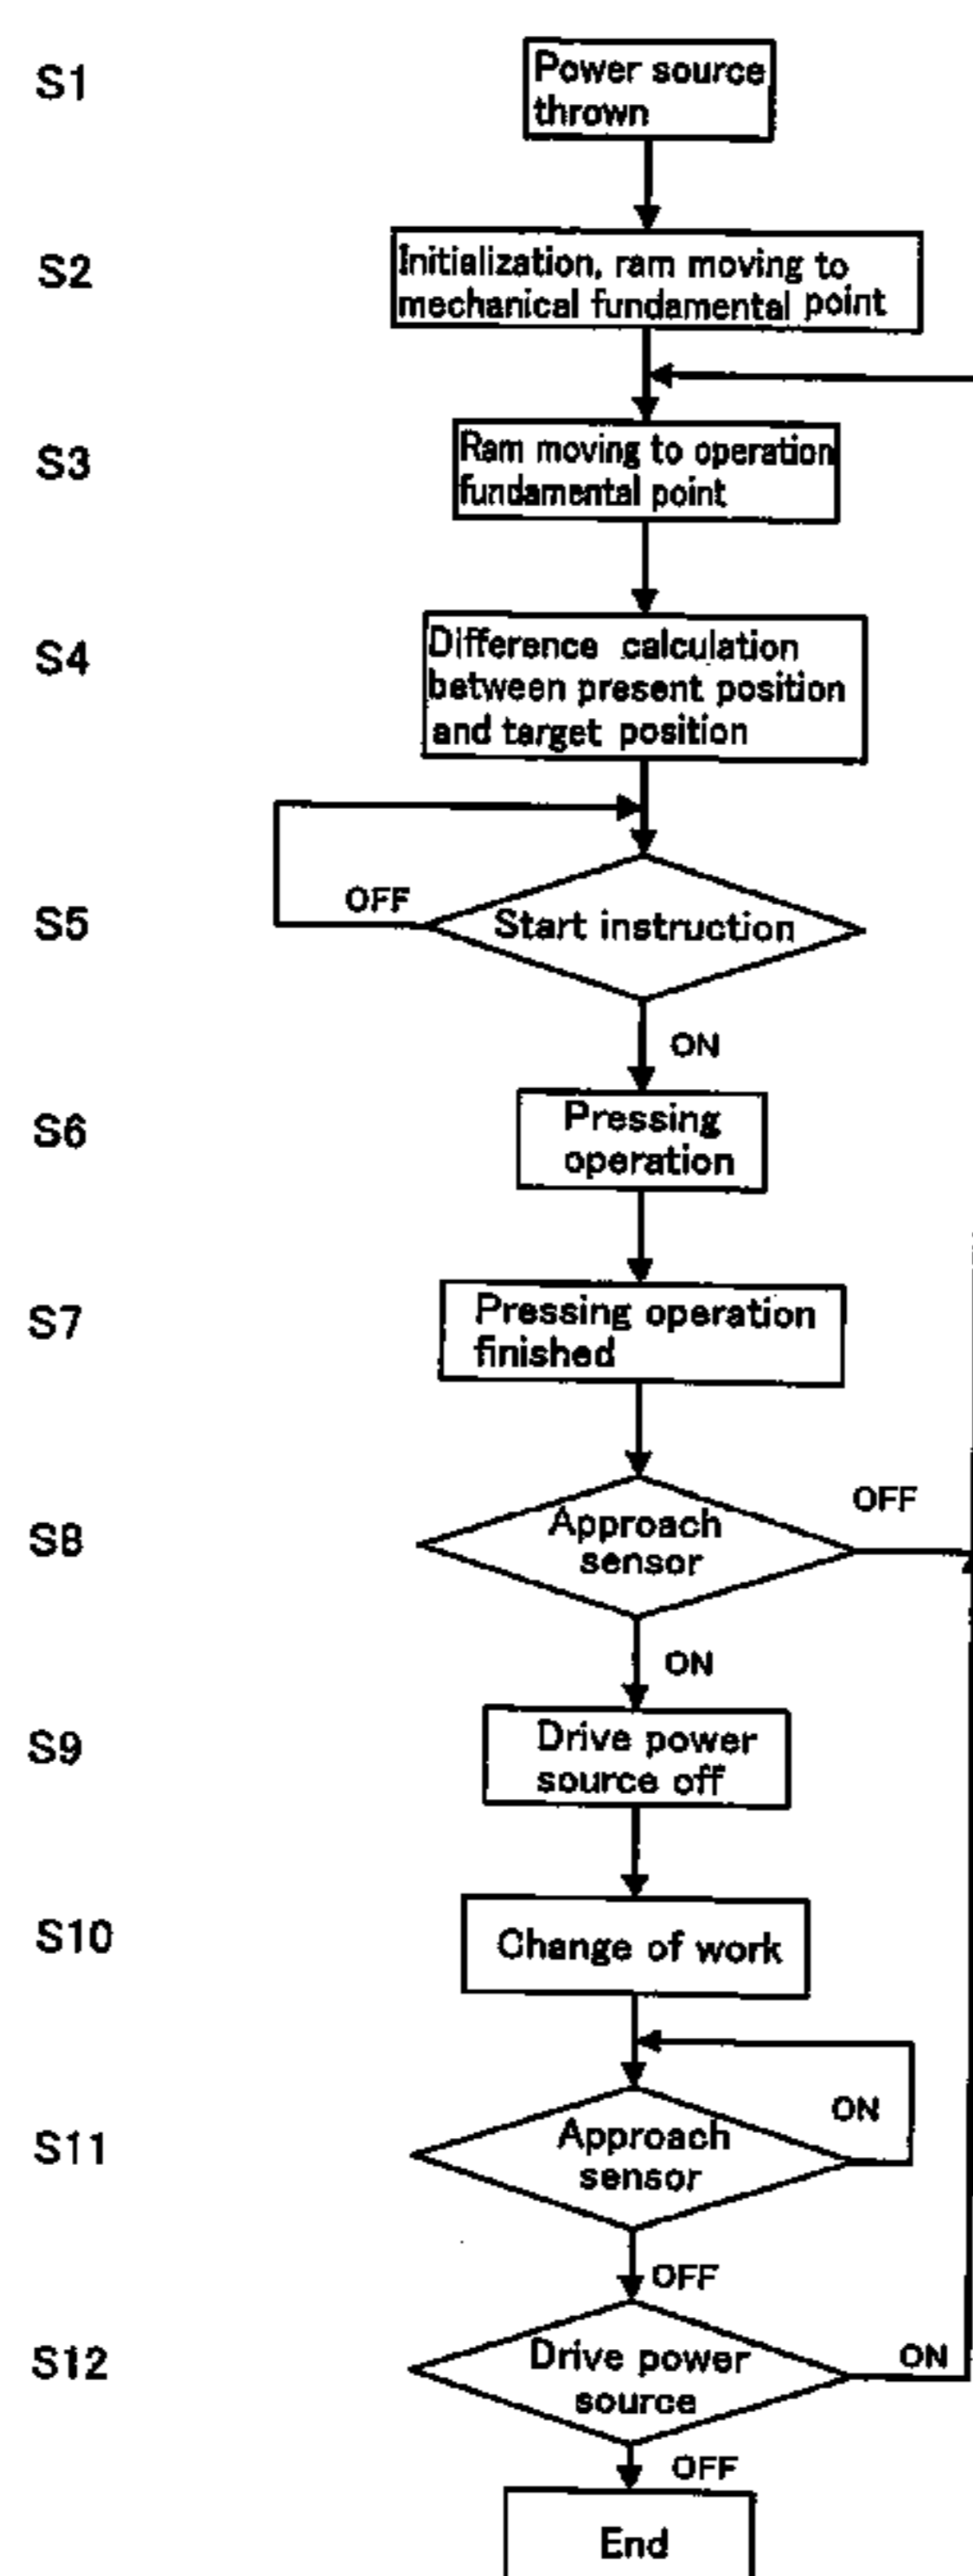 S1
Power source
thrown
S2
Initialization, ram moving to
mechanical fundamental point
S3
Ram moving to operation
fundamental point
S4
Difference calculation
between present position
and target position
S5
OFF
Start instruction
ON
S6
Pressing
operation
S7
Pressing operation
finished
S8
Approach
sensor
OFF
ON
S9
Drive power
source off
S10
Change of work
S11
Approach
sensor
ON
OFF
S12
Drive power
source
ON
OFF
End